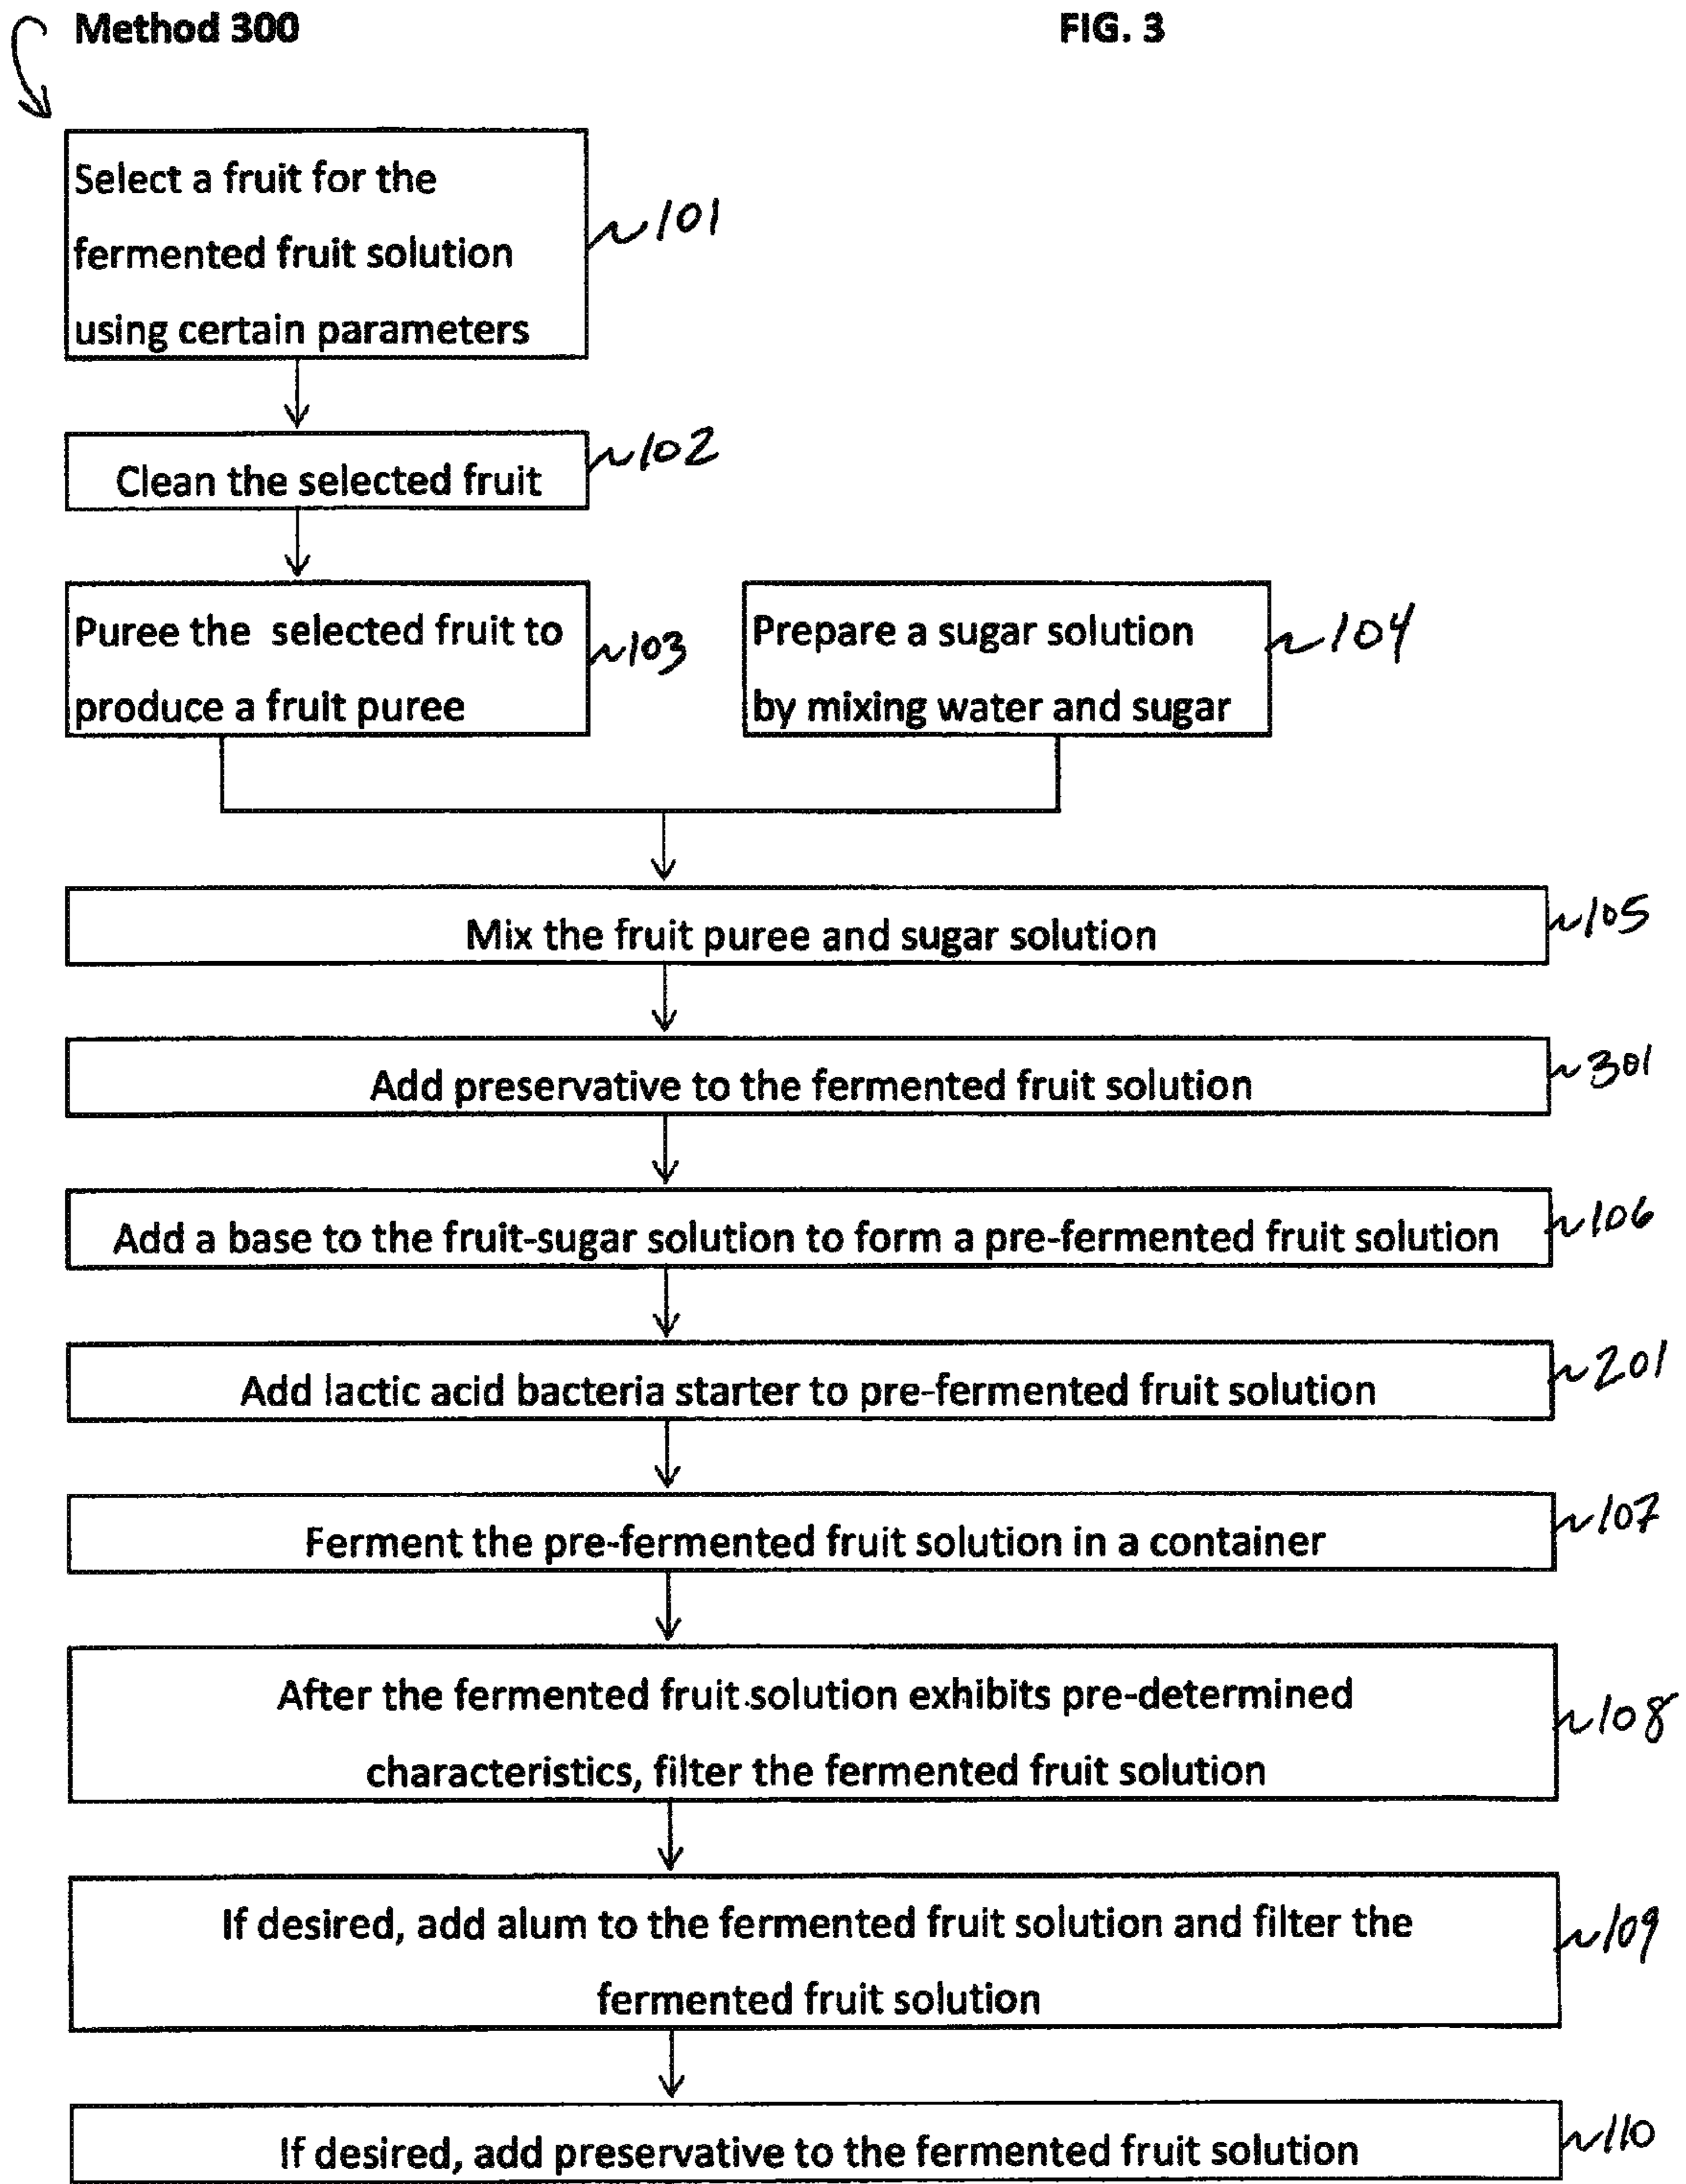 Method 300
FIG. 3
Select a fruit for the
fermented fruit solution
using certain parameters
101
Clean the selected fruit
102
Puree the selected fruit to
produce a fruit puree
103
Prepare a sugar solution
by mixing water and sugar
104
Mix the fruit puree and sugar solution
105
Add preservative to the fermented fruit solution
301
Add a base to the fruit-sugar solution to form a pre-fermented fruit solution
106
Add lactic acid bacteria starter to pre-fermented fruit solution
201
Ferment the pre-fermented fruit solution in a container
107
After the fermented fruit solution exhibits pre-determined
characteristics, filter the fermented fruit solution
108
If desired, add alum to the fermented fruit solution and filter the
fermented fruit solution
109
If desired, add preservative to the fermented fruit solution
110